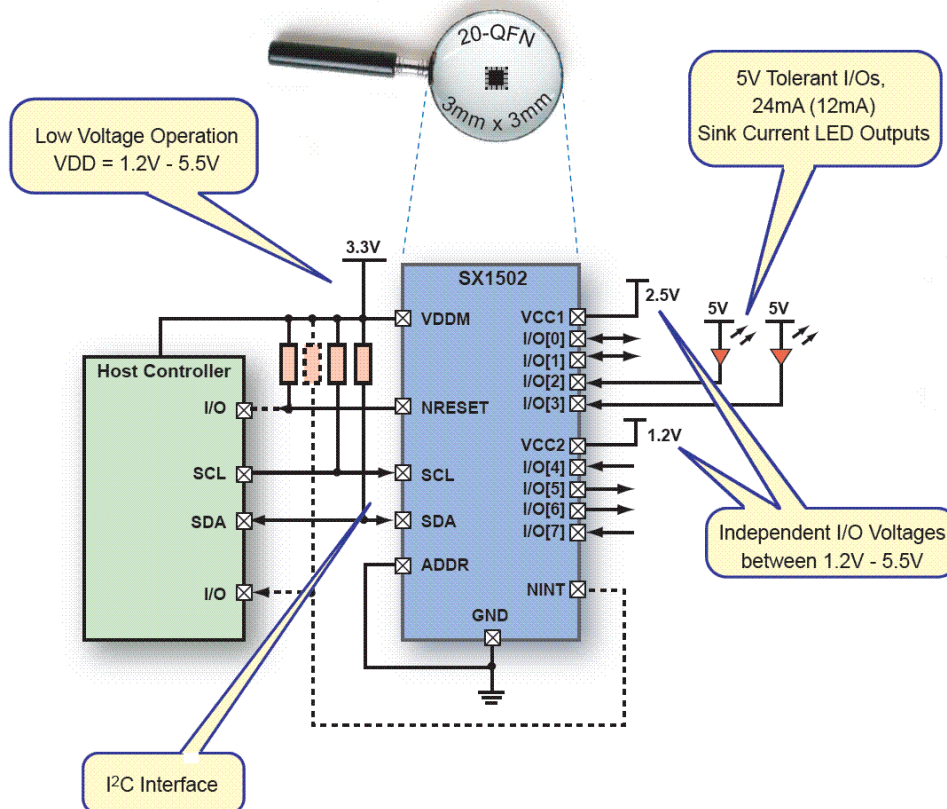 20-QFN
3mm x 3mm
Low Voltage Operation
VDD = 1.2V - 5.5V
5V Tolerant I/Os,
24mA (12mA)
Sink Current LED Outputs
3.3V
SX1502
VDDM
NRESET
SCL
SDA
ADDR
GND
VCC1
I/O[0]
I/O[1]
I/O[2]
I/O[3]
VCC2
I/O[4]
I/O[5]
I/O[6]
I/O[7]
NINT
2.5V
5V
5V
1.2V
Host Controller
I/O
SCL
SDA
I/O
Independent I/O Voltages
between 1.2V - 5.5V
I²C Interface